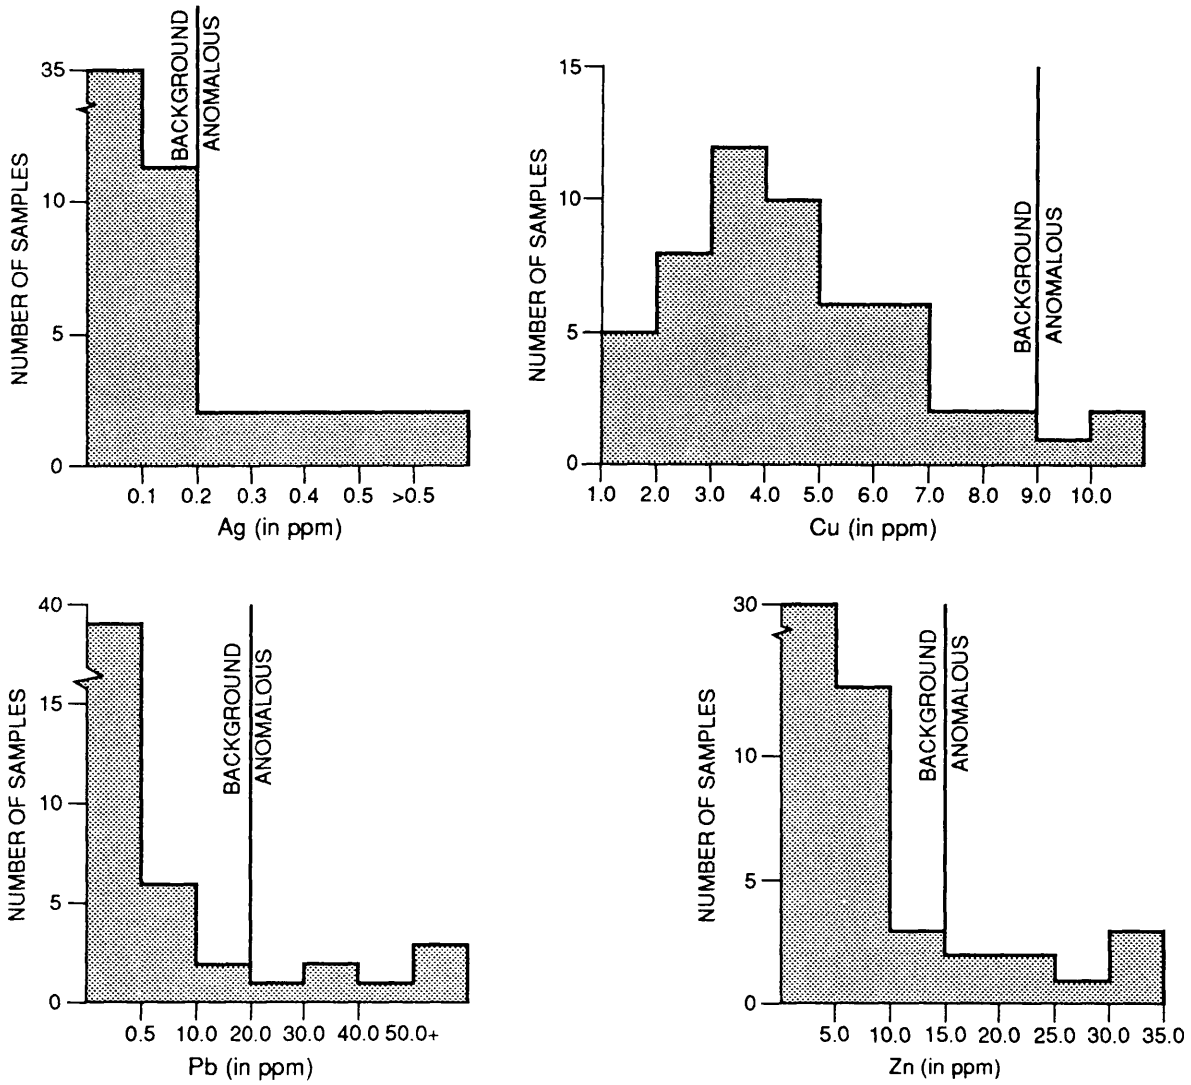 35
10
5
0
NUMBER OF SAMPLES
BACKGROUND
ANOMALOUS
0.1 0.2 0.3 0.4 0.5 >0.5
Ag (in ppm)
15
10
5
0
NUMBER OF SAMPLES
BACKGROUND
ANOMALOUS
1.0 2.0 3.0 4.0 5.0 6.0 7.0 8.0 9.0 10.0
Cu (in ppm)
40
15
10
5
0
NUMBER OF SAMPLES
BACKGROUND
ANOMALOUS
0.5 10.0 20.0 30.0 40.0 50.0+
Pb (in ppm)
30
10
5
0
NUMBER OF SAMPLES
BACKGROUND
ANOMALOUS
5.0 10.0 15.0 20.0 25.0 30.0 35.0
Zn (in ppm)